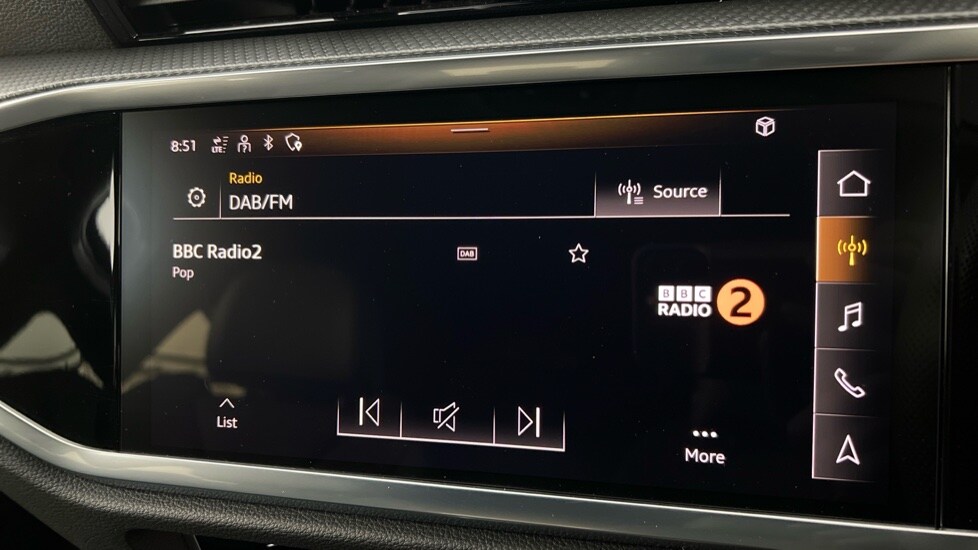 8:51 LTE
Radio
DAB/FM
Source
BBC Radio2
DAB
Pop
BBC
RADIO 2
List
More